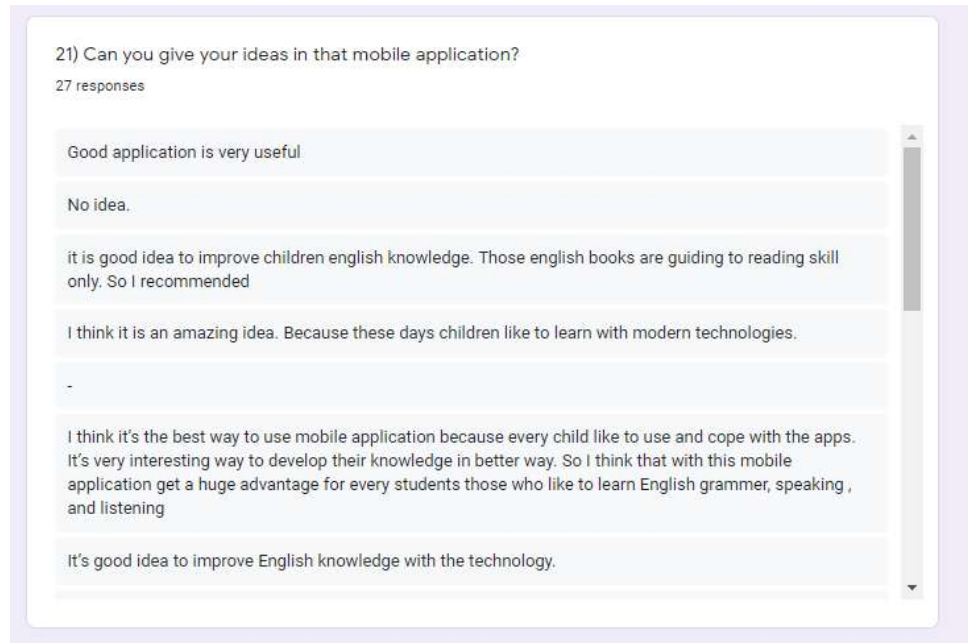 21) Can you give your ideas in that mobile application?
27 responses
Good application is very useful
No idea.
it is good idea to improve children english knowledge. Those english books are guiding to reading skill
only. So I recommended
I think it is an amazing idea. Because these days children like to learn with modern technologies.
-
I think it's the best way to use mobile application because every child like to use and cope with the apps.
It's very interesting way to develop their knowledge in better way. So I think that with this mobile
application get a huge advantage for every students those who like to learn English grammer, speaking ,
and listening
It's good idea to improve English knowledge with the technology.